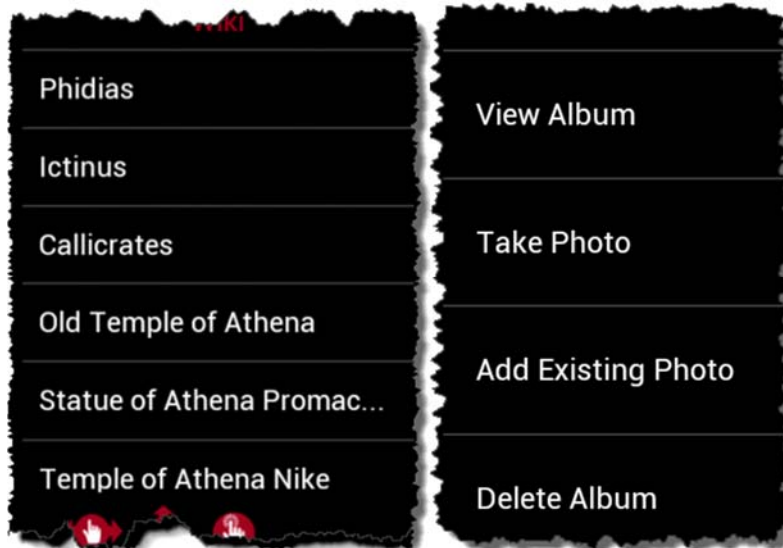 WIKI
Phidias
Ictinus
Callicrates
Old Temple of Athena
Statue of Athena Promac...
Temple of Athena Nike
View Album
Take Photo
Add Existing Photo
Delete Album